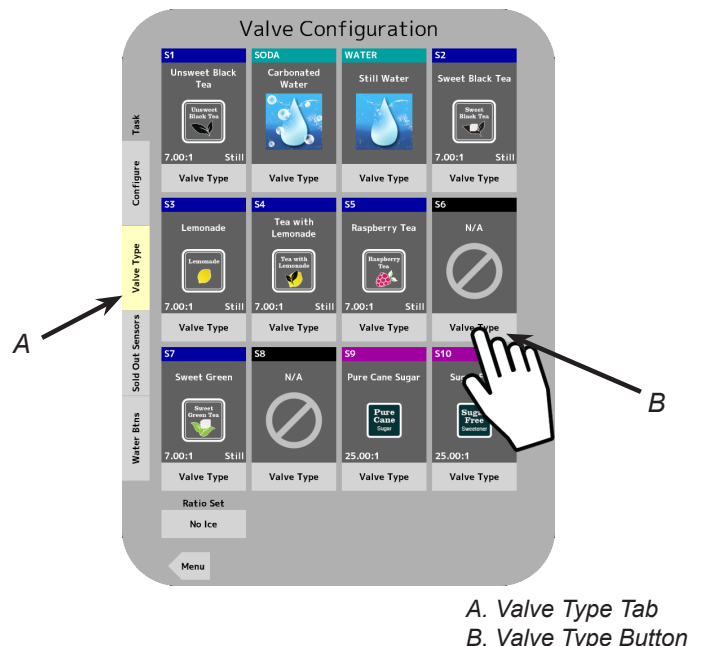 Valve Configuration
S1
SODA
WATER
S2
Unsweet Black
Tea
Carbonated
Water
Still Water
Sweet Black Tea
Unsweet
Black Tea
Sweet
Black Tea
7.00:1 Still
7.00:1 Still
Valve Type
Valve Type
Valve Type
Valve Type
Task
Configure
Valve Type
Sold Out Sensors
Water Btns
S3
S4
S5
S6
Lemonade
Tea with
Lemonade
Raspberry Tea
N/A
Lemonade
Tea with
Lemonade
Raspberry
Tea
7.00:1 Still
7.00:1 Still
7.00:1 Still
Valve Type
Valve Type
Valve Type
Valve Type
A
B
S7
S8
S9
S10
Sweet Green
N/A
Pure Cane Sugar
Sweet
Green Tea
Pure
Cane
Sugar
Free
Sweetener
7.00:1 Still
25.00:1
25.00:1
Valve Type
Valve Type
Valve Type
Valve Type
Ratio Set
No Ice
Menu
A. Valve Type Tab
B. Valve Type Button